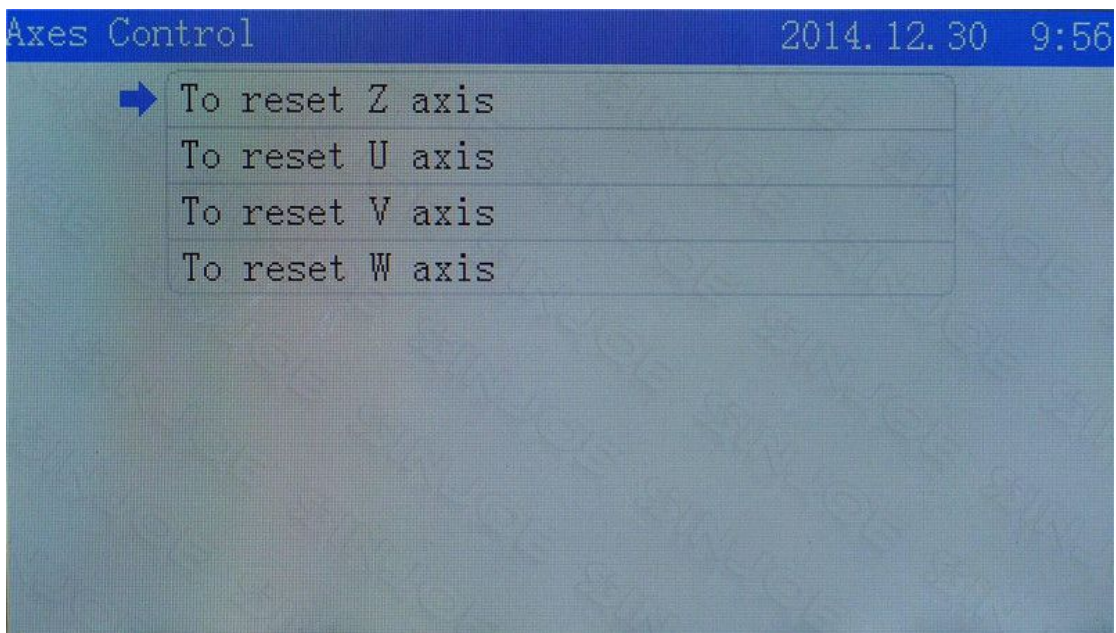 Axes Control 2014.12.30 9:56
To reset Z axis
To reset U axis
To reset V axis
To reset W axis